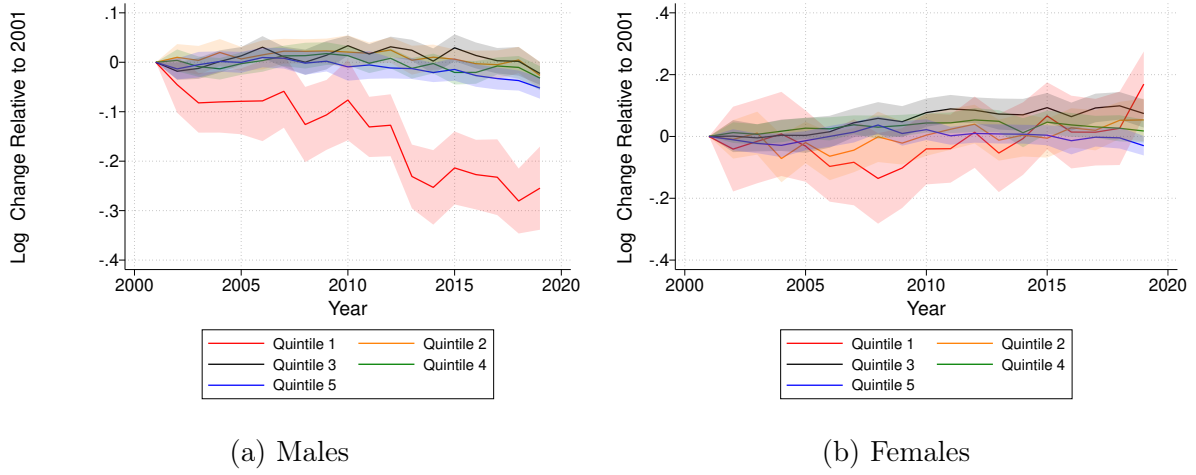 Log Change Relative to 2001
.1
0
-.1
-.2
-.3
-.4
2000 2005 2010 2015 2020
Year
Quintile 1 Quintile 2
Quintile 3 Quintile 4
Quintile 5
(a) Males
Log Change Relative to 2001
.4
.2
0
-.2
-.4
2000 2005 2010 2015 2020
Year
Quintile 1 Quintile 2
Quintile 3 Quintile 4
Quintile 5
(b) Females